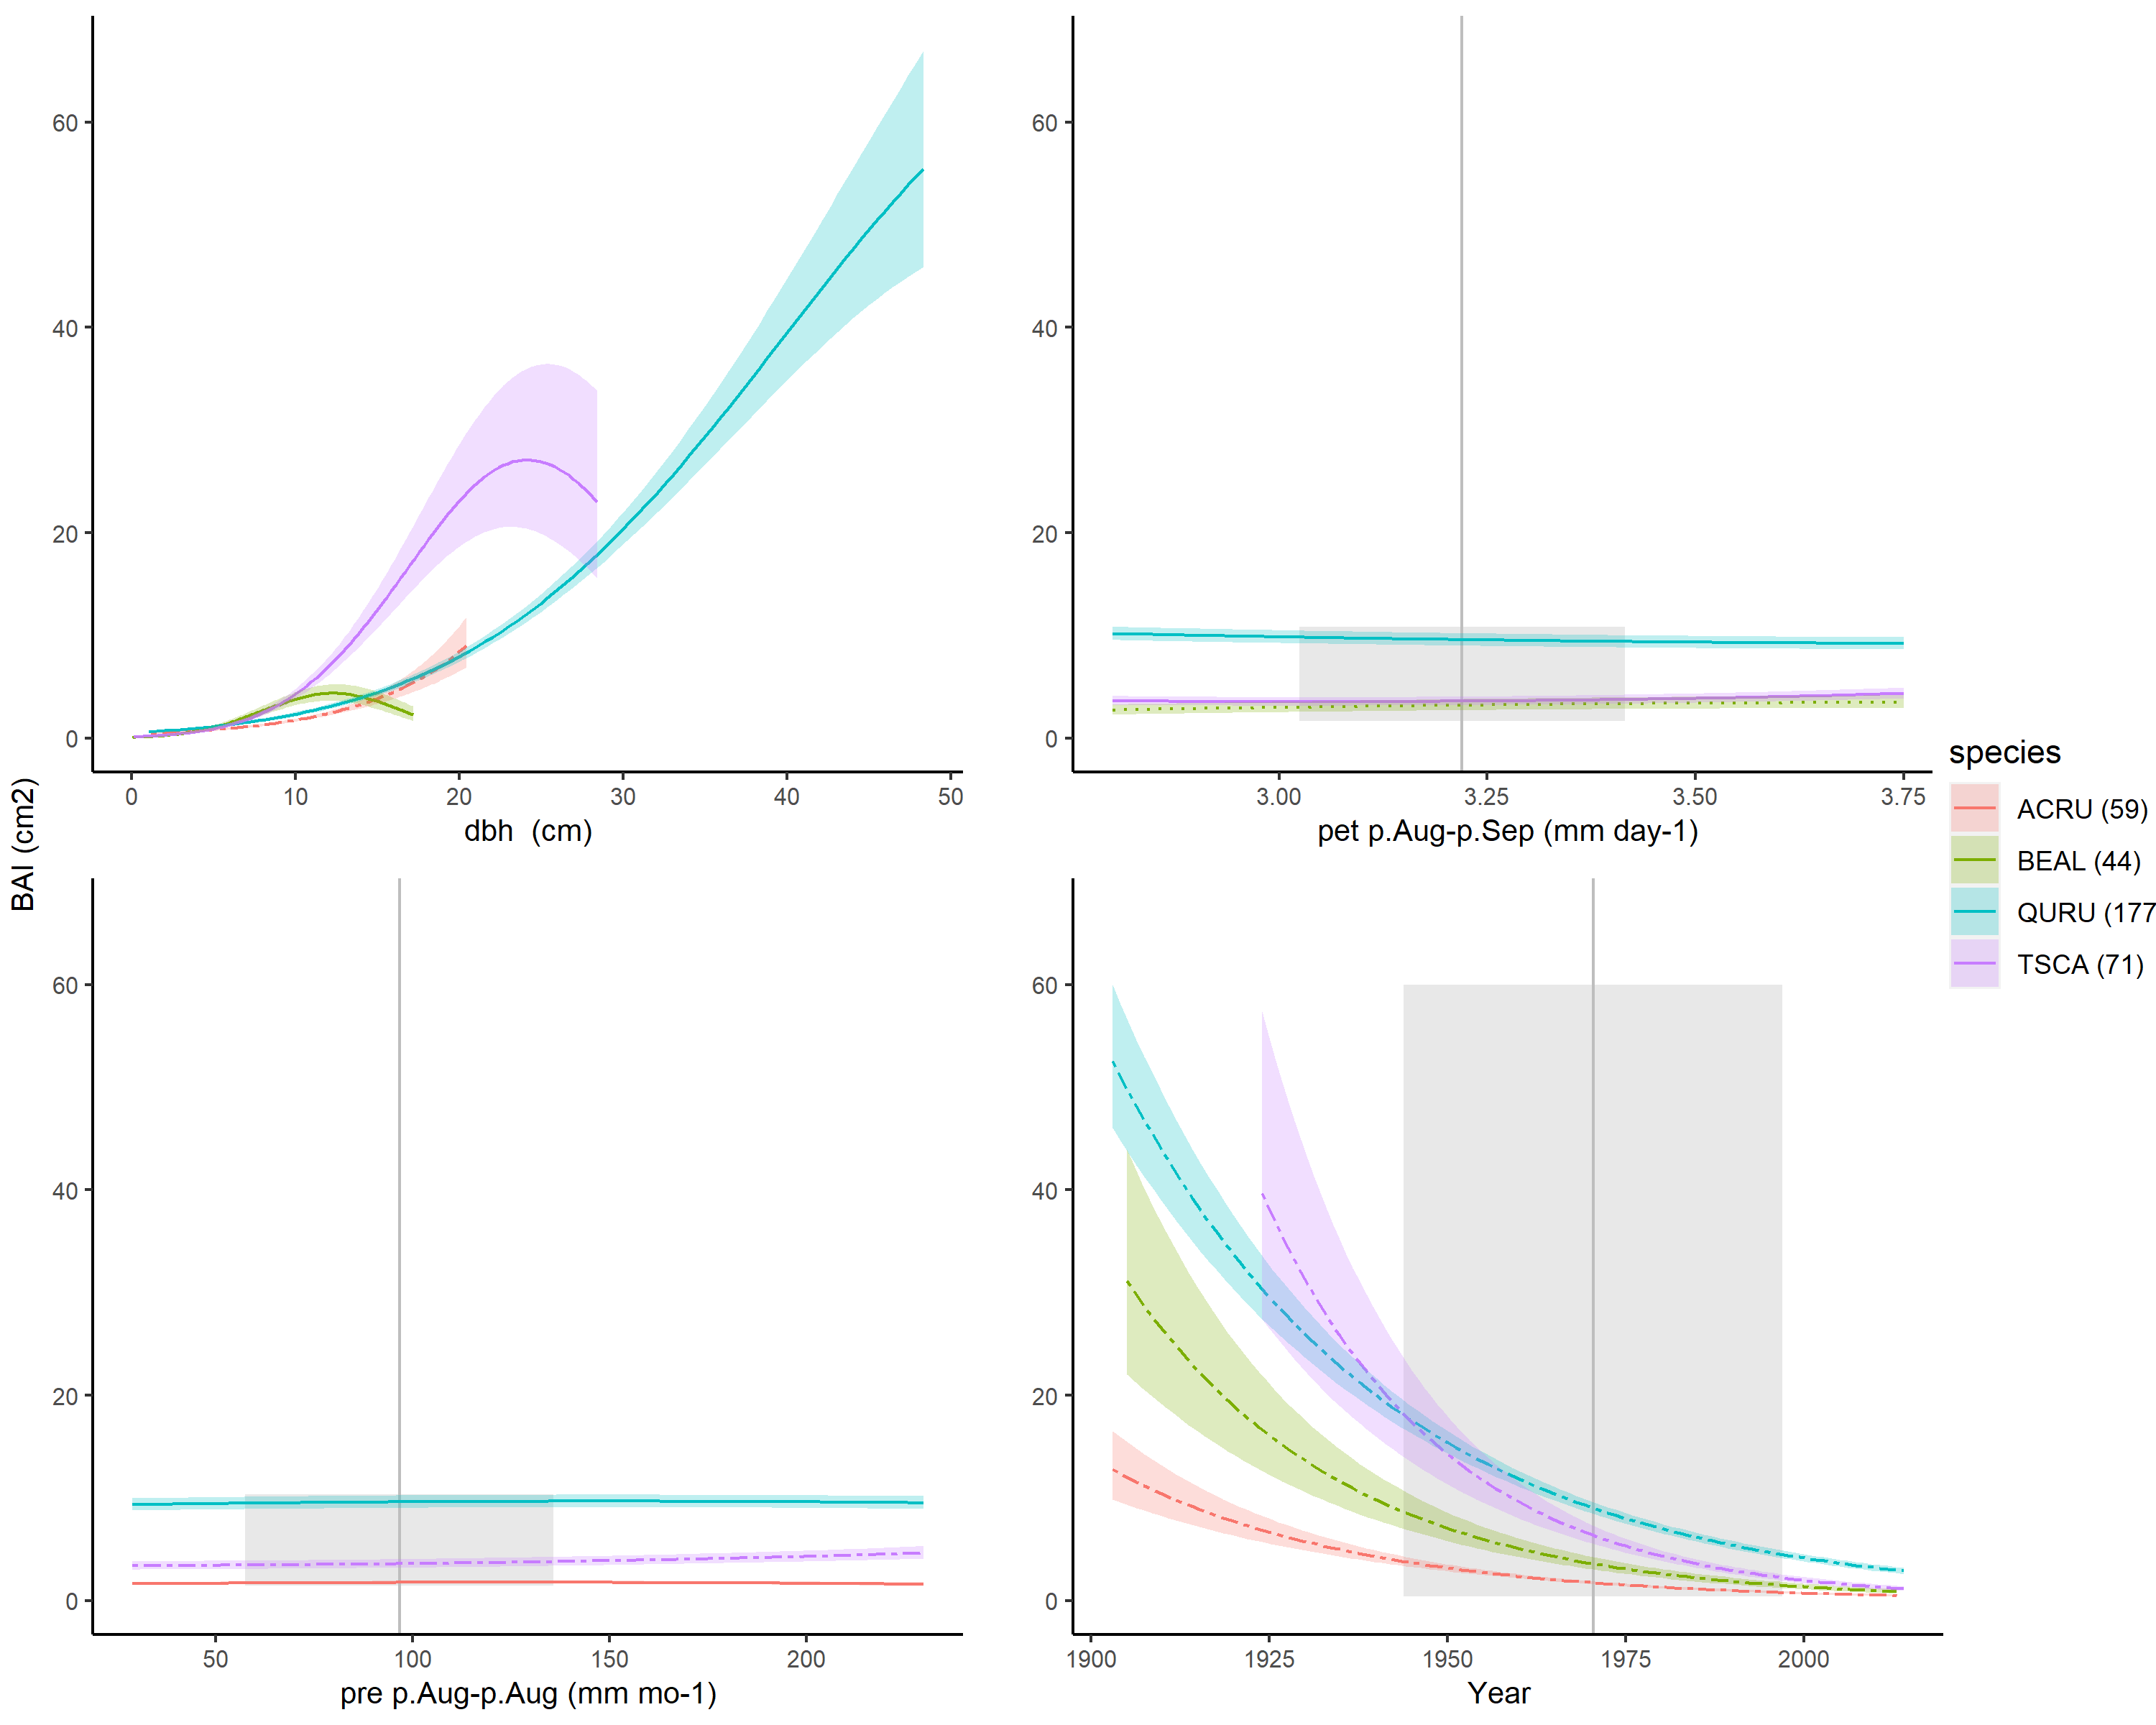 BAI (cm2)
60
40
20
0
0 10 20 30 40 50
dbh (cm)
60
40
20
0
3.00 3.25 3.50 3.75
pet p.Aug-p.Sep (mm day-1)
60
40
20
0
50 100 150 200
pre p.Aug-p.Aug (mm mo-1)
60
40
20
0
1900 1925 1950 1975 2000
Year
species
ACRU (59)
BEAL (44)
QURU (177
TSCA (71)